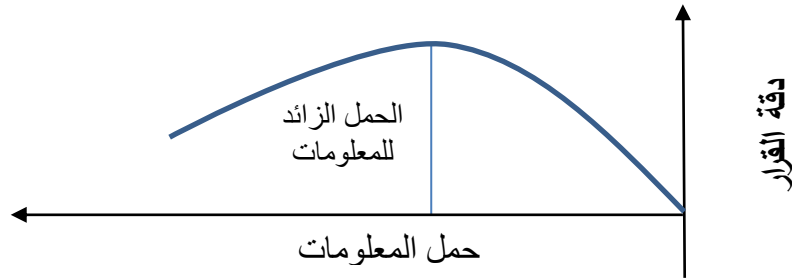 دقة القرار
الحمل الزائد
للمعلومات
حمل المعلومات